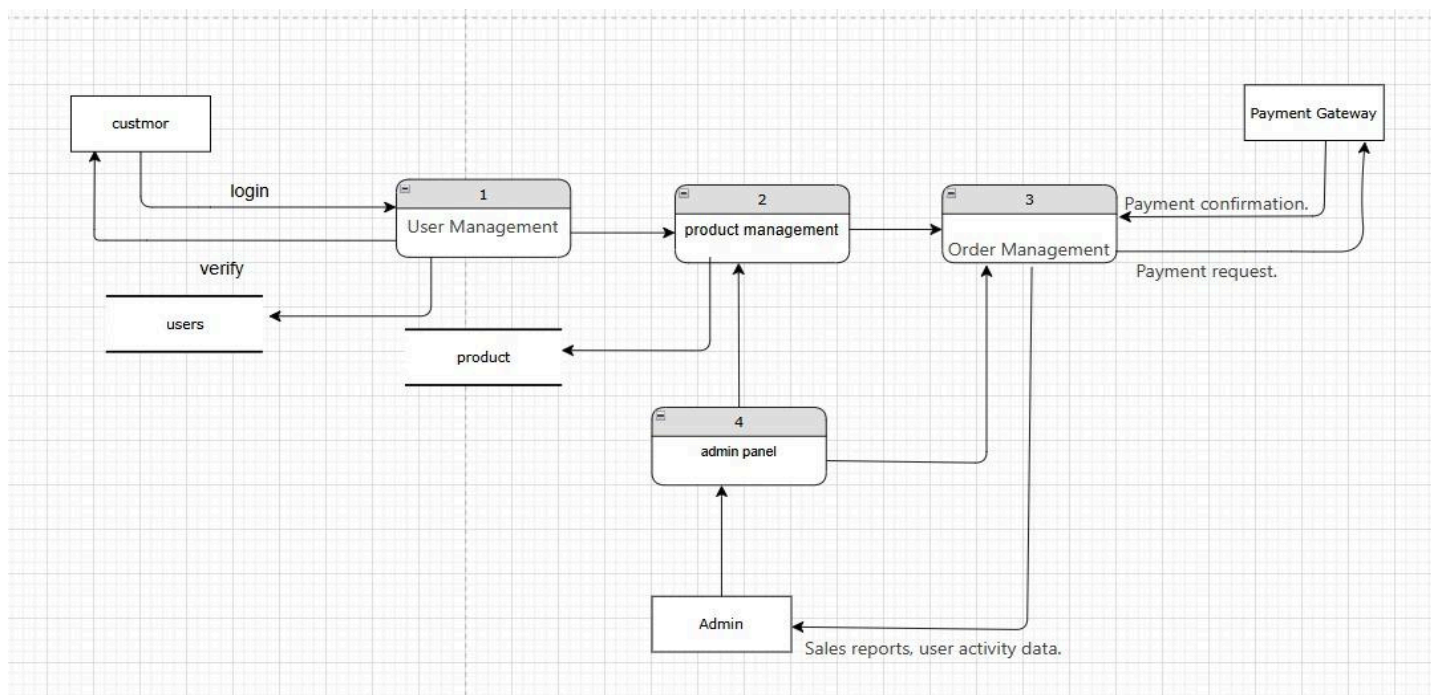 custmor
Payment Gateway
login
1
User Management
2
product management
3
Order Management
Payment confirmation.
Payment request.
verify
users
product
4
admin panel
Admin
Sales reports, user activity data.